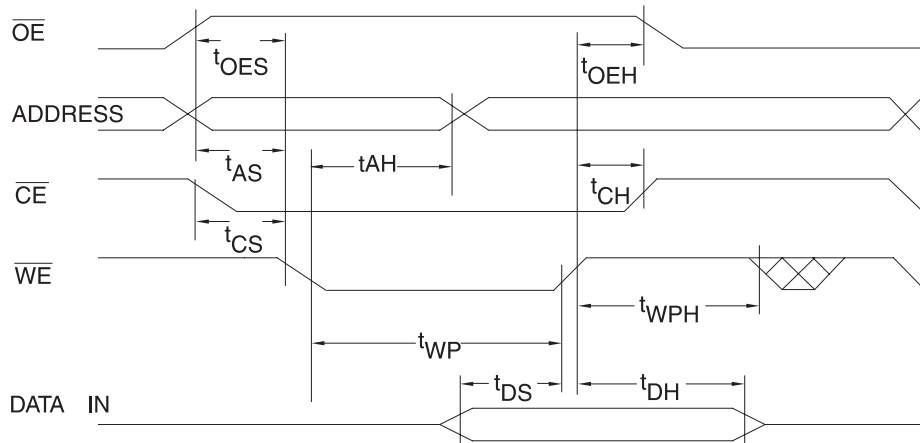 OE
tOES
tOEH
ADDRESS
tAS
tAH
tCH
CE
tCS
WE
tWPH
tWP
tDS
tDH
DATA IN